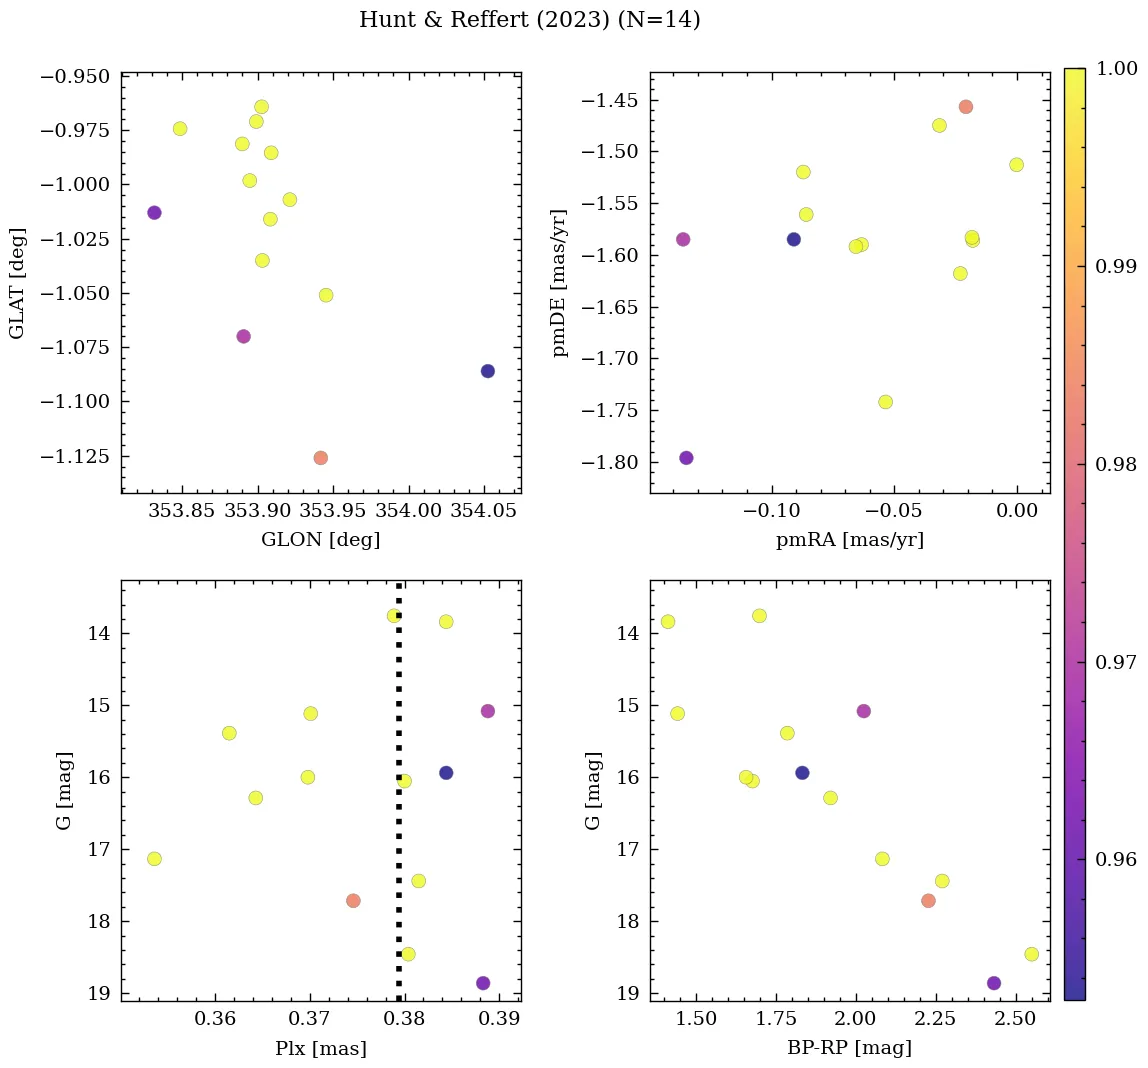 Hunt & Reffert (2023) (N=14)
−0.950
−0.975
−1.000
−1.025
−1.050
−1.075
−1.100
−1.125
GLAT [deg]
353.85 353.90 353.95 354.00 354.05
GLON [deg]
−1.45
−1.50
−1.55
−1.60
−1.65
−1.70
−1.75
−1.80
pmDE [mas/yr]
−0.10 −0.05 0.00
pmRA [mas/yr]
14
15
16
17
18
19
G [mag]
0.36 0.37 0.38 0.39
Plx [mas]
14
15
16
17
18
19
G [mag]
1.50 1.75 2.00 2.25 2.50
BP-RP [mag]
1.00
0.99
0.98
0.97
0.96